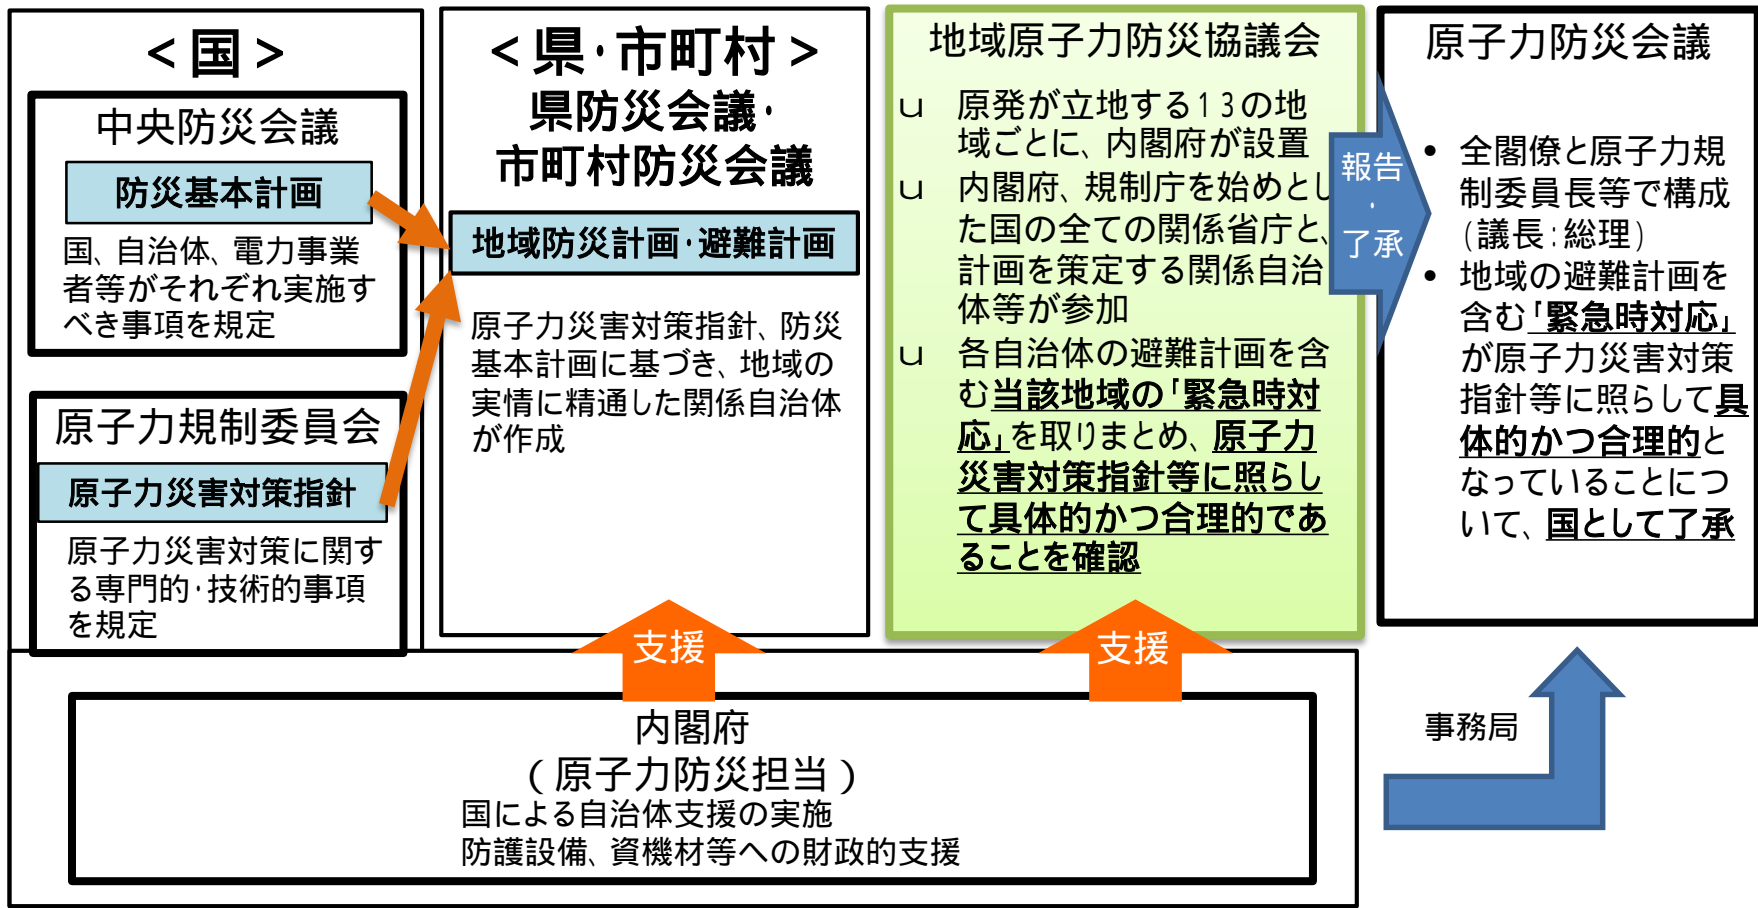 ＜国＞
中央防災会議
防災基本計画
国、自治体、電力事業
者等がそれぞれ実施す
べき事項を規定
原子力規制委員会
原子力災害対策指針
原子力災害対策に関す
る専門的・技術的事項
を規定
＜県・市町村＞
県防災会議・
市町村防災会議
地域防災計画・避難計画
原子力災害対策指針、防災
基本計画に基づき、地域の
実情に精通した関係自治体
が作成
地域原子力防災協議会
u 原発が立地する13の地
域ごとに、内閣府が設置
u 内閣府、規制庁を始めとし
た国の全ての関係省庁と、
計画を策定する関係自治
体等が参加
u 各自治体の避難計画を含
む当該地域の「緊急時対
応」を取りまとめ、原子力
災害対策指針等に照らし
て具体的かつ合理的であ
ることを確認
報告
・
了承
原子力防災会議
• 全閣僚と原子力規
制委員長等で構成
（議長：総理）
• 地域の避難計画を
含む「緊急時対応」
が原子力災害対策
指針等に照らして具
体的かつ合理的と
なっていることにつ
いて、国として了承
支援
支援
内閣府
（原子力防災担当）
国による自治体支援の実施
防護設備、資機材等への財政的支援
事務局